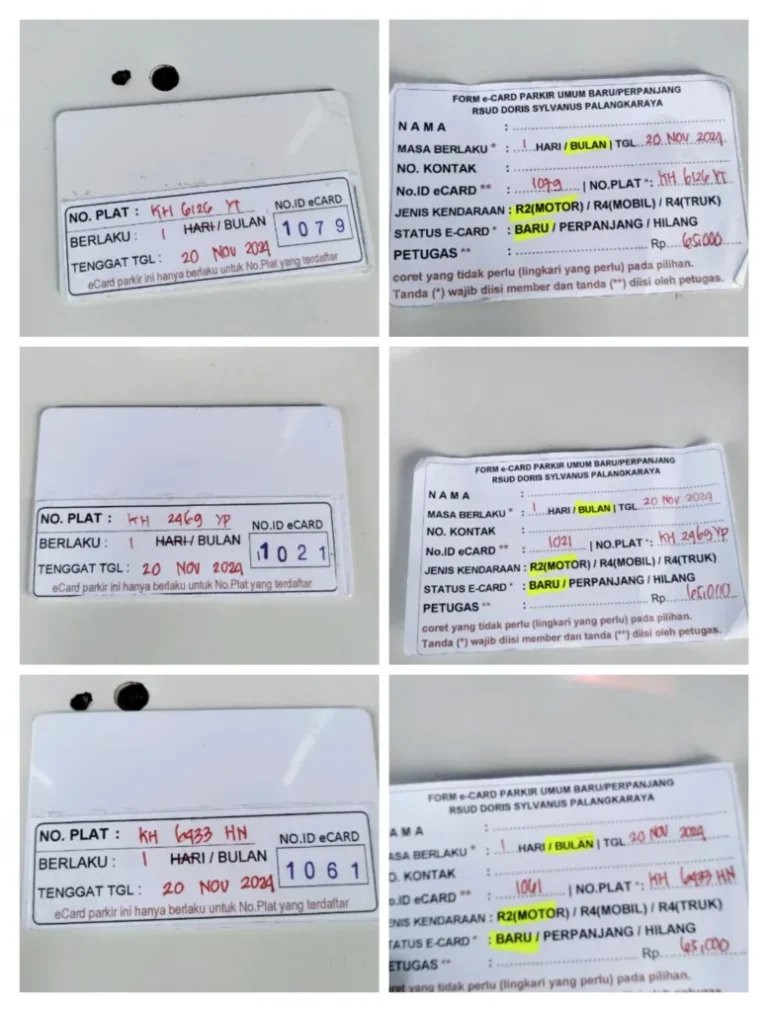 NO. PLAT : KH 6126 YT
NO.ID eCARD
BERLAKU : 1 HARI / BULAN
1079
TENGGAT TGL : 20 NOV 2024
eCard parkir ini hanya berlaku untuk No.Plat yang terdaftar
FORM e-CARD PARKIR UMUM BARU/PERPANJANG
RSUD DORIS SYLVANUS PALANGKARAYA
N A M A :
MASA BERLAKU * : 1 HARI / BULAN | TGL 20 NOV 2024
NO. KONTAK :
No.ID eCARD ** : 1079 | NO.PLAT *: KH 6126 YT
JENIS KENDARAAN : R2(MOTOR) / R4(MOBIL) / R4(TRUK)
STATUS E-CARD * : BARU / PERPANJANG / HILANG
PETUGAS ** : Rp. 65.000
coret yang tidak perlu (lingkari yang perlu) pada pilihan.
Tanda (*) wajib diisi member dan tanda (**) diisi oleh petugas.
NO. PLAT : KH 2469 YP
NO.ID eCARD
BERLAKU : 1 HARI / BULAN
1021
TENGGAT TGL : 20 NOV 2024
eCard parkir ini hanya berlaku untuk No.Plat yang terdaftar
FORM e-CARD PARKIR UMUM BARU/PERPANJANG
RSUD DORIS SYLVANUS PALANGKARAYA
N A M A :
MASA BERLAKU * : 1 HARI / BULAN | TGL 20 NOV 2024
NO. KONTAK :
No.ID eCARD ** : 1021 | NO.PLAT *: KH 2469 YP
JENIS KENDARAAN : R2(MOTOR) / R4(MOBIL) / R4(TRUK)
STATUS E-CARD * : BARU / PERPANJANG / HILANG
PETUGAS ** : Rp. 65.000
coret yang tidak perlu (lingkari yang perlu) pada pilihan.
Tanda (*) wajib diisi member dan tanda (**) diisi oleh petugas.
NO. PLAT : KH 6433 HN
NO.ID eCARD
BERLAKU : 1 HARI / BULAN
1061
TENGGAT TGL : 20 NOV 2024
eCard parkir ini hanya berlaku untuk No.Plat yang terdaftar
FORM e-CARD PARKIR UMUM BARU/PERPANJANG
RSUD DORIS SYLVANUS PALANGKARAYA
A M A :
ASA BERLAKU * : 1 HARI / BULAN | TGL 20 NOV 2024
O. KONTAK :
o.ID eCARD ** : 1061 | NO.PLAT *: KH 6433 HN
ENIS KENDARAAN : R2(MOTOR) / R4(MOBIL) / R4(TRUK)
TATUS E-CARD * : BARU / PERPANJANG / HILANG
ETUGAS ** : Rp. 65,000
oret yang tidak perlu (lingkari yang perlu) pada pilihan.
wajib diisi member dan tanda (**) diisi oleh petugas.